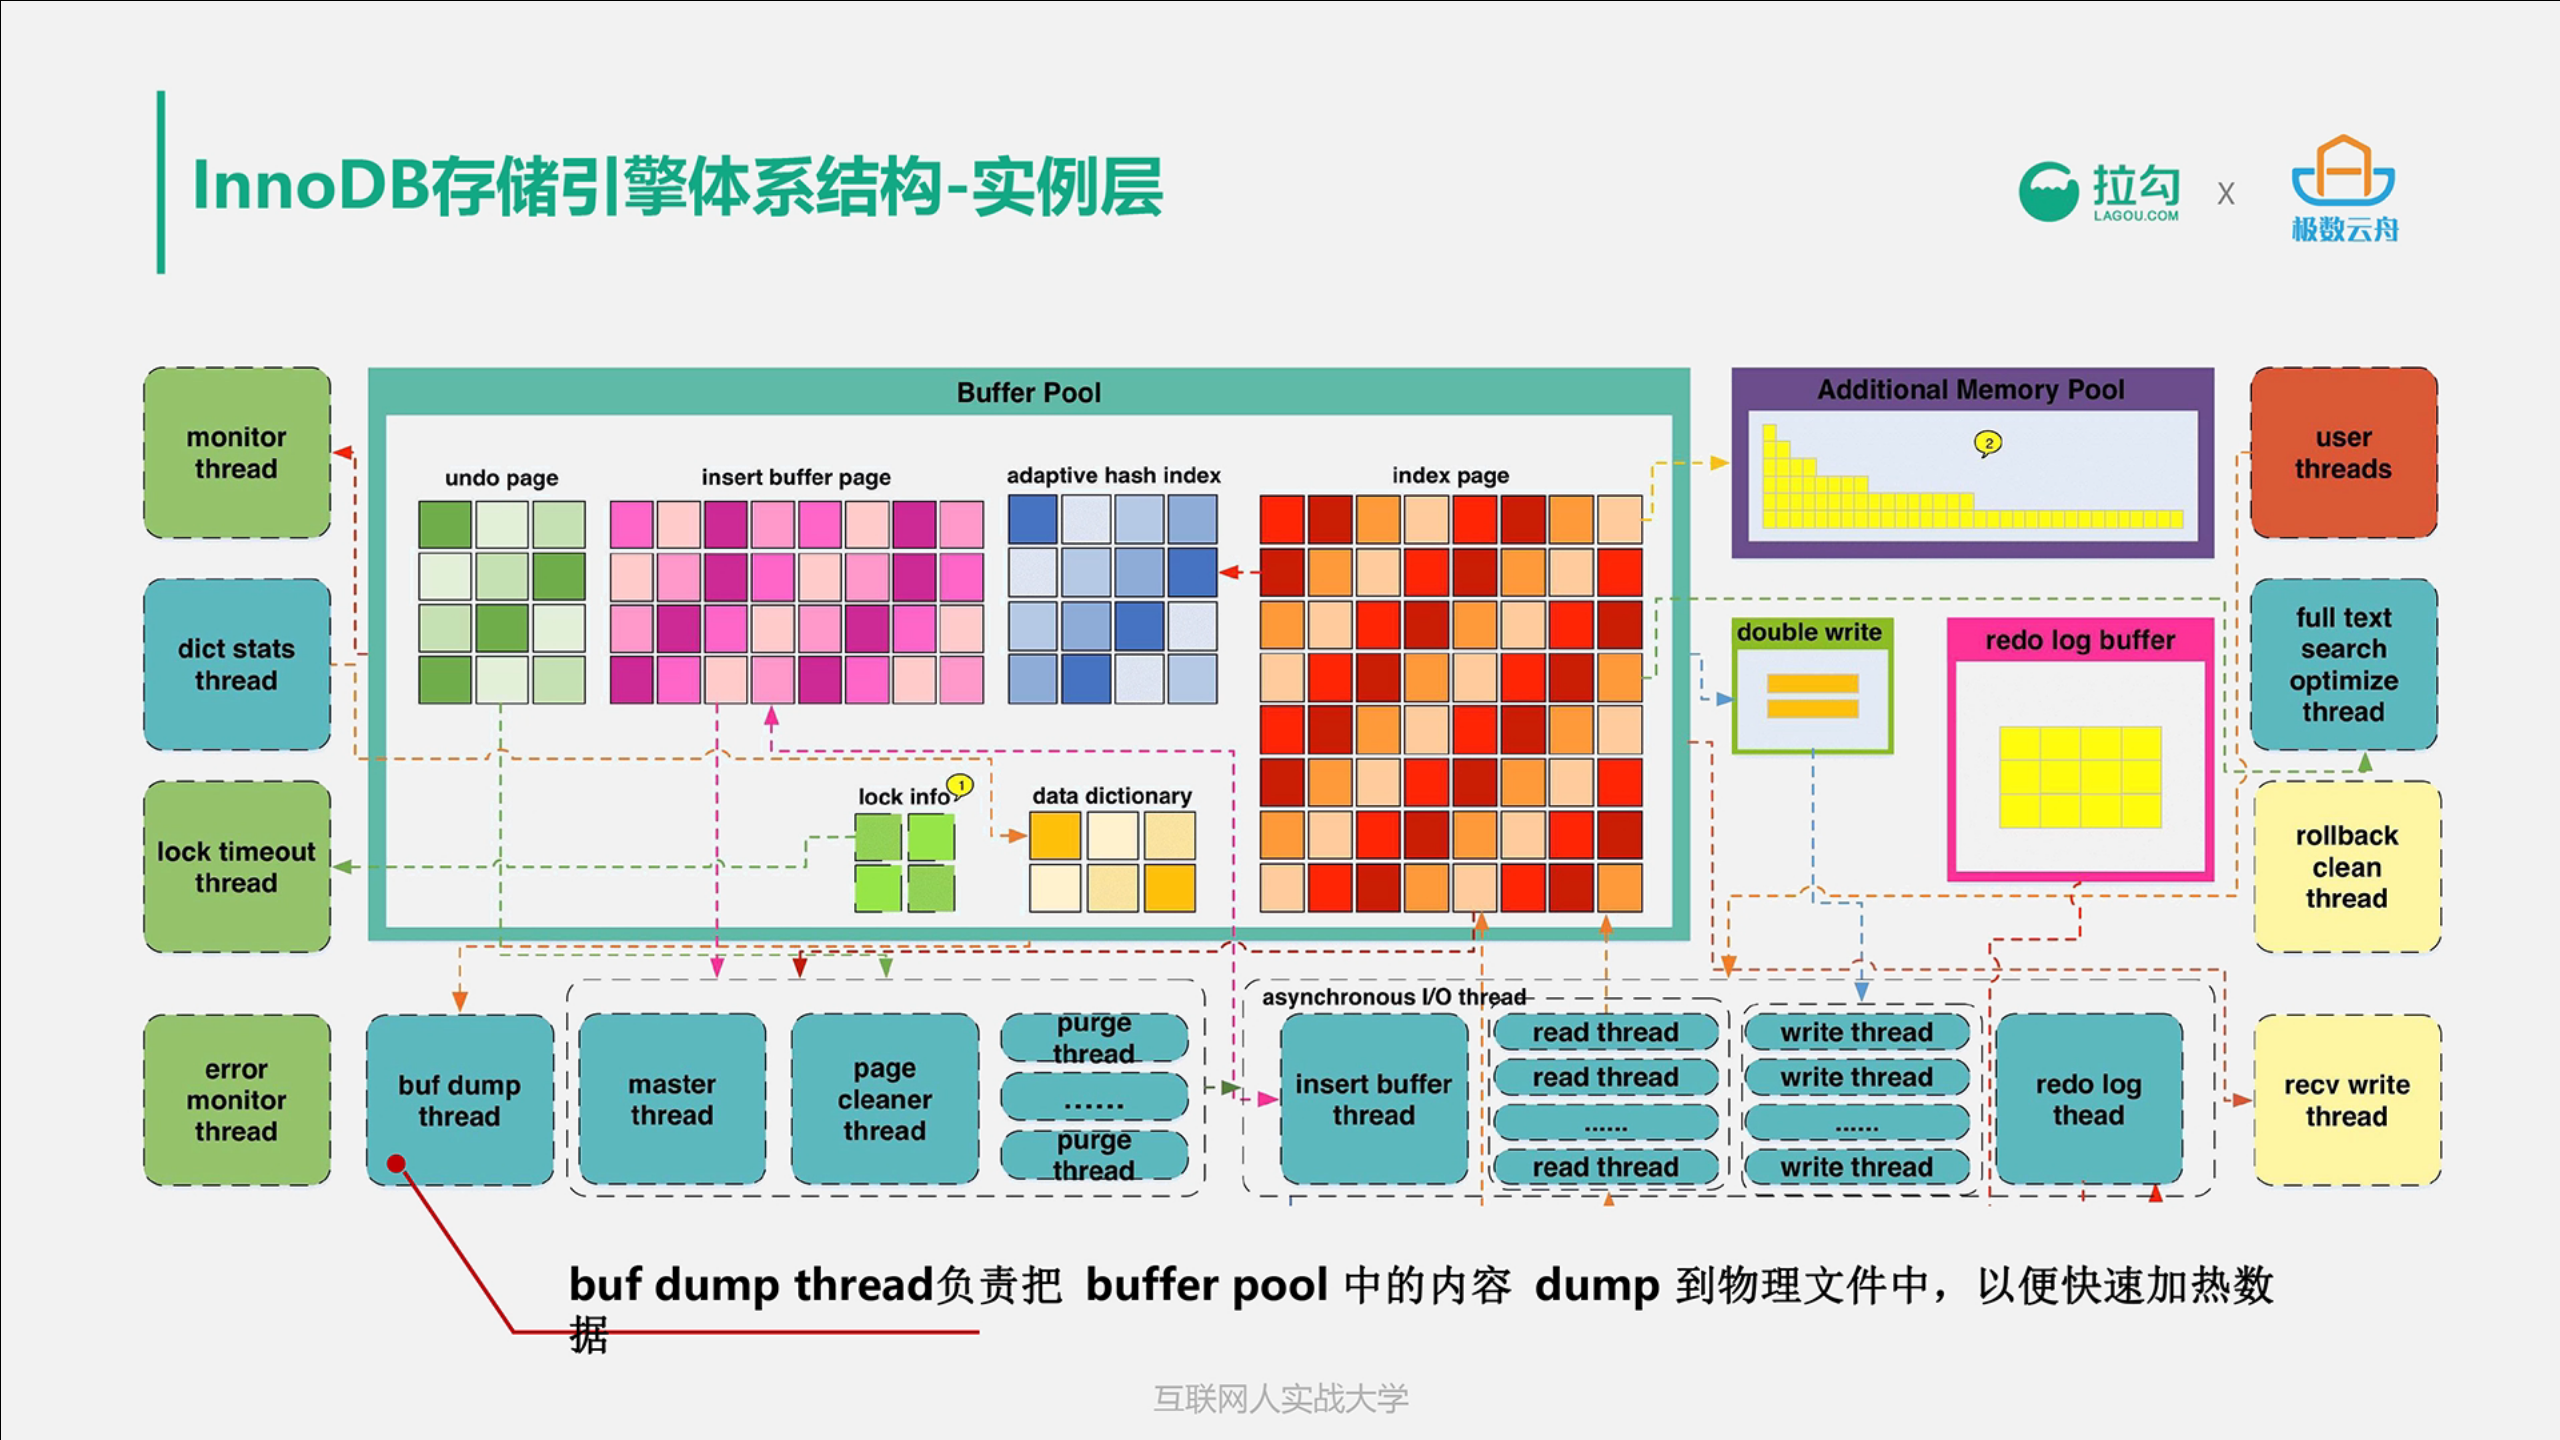 InnoDB存储引擎体系结构-实例层
拉勾
LAGOU.COM
X
极数云舟
monitor
thread
dict stats
thread
lock timeout
thread
error
monitor
thread
Buffer Pool
undo page
insert buffer page
adaptive hash index
index page
lock info
1
data dictionary
Additional Memory Pool
2
double write
redo log buffer
user
threads
full text
search
optimize
thread
rollback
clean
thread
recv write
thread
buf dump
thread
master
thread
page
cleaner
thread
purge
thread
......
purge
thread
asynchronous I/O thread
insert buffer
thread
read thread
read thread
......
read thread
write thread
write thread
......
write thread
redo log
thead
buf dump thread负责把 buffer pool 中的内容 dump 到物理文件中，以便快速加热数
据
互联网人实战大学